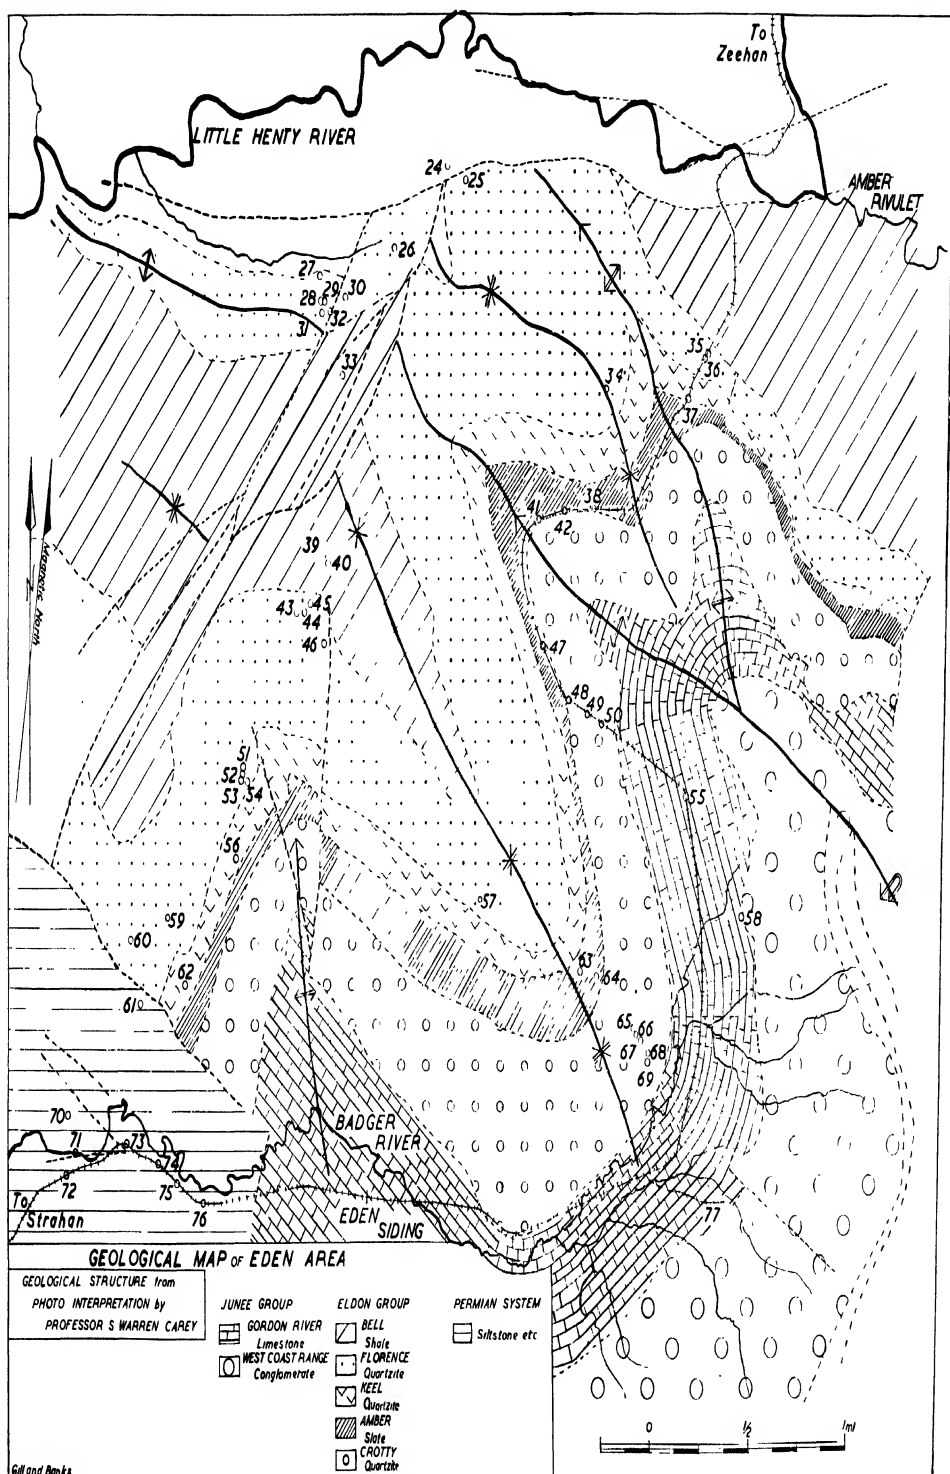 To
Zeehan
LITTLE HENTY RIVER
AMBER
RIVULET
24
25
26
27
28
29
30
31
32
33
34
35
36
37
38
39
40
41
42
43
44
45
46
47
48
49
50
51
52
53
54
55
56
57
58
59
60
61
62
63
64
65
66
67
68
69
70
71
72
73
74
75
76
77
Magnetic North
BADGER
RIVER
EDEN
SIDING
To
Strahan
GEOLOGICAL MAP OF EDEN AREA
GEOLOGICAL STRUCTURE from
PHOTO INTERPRETATION by
PROFESSOR S WARREN CAREY
JUNEE GROUP
GORDON RIVER
Limestone
WEST COAST RANGE
Conglomerate
ELDON GROUP
BELL
Shale
FLORENCE
Quartzite
KEEL
Quartzite
AMBER
Slate
CROTTY
Quartzite
PERMIAN SYSTEM
Siltstone etc
0 1/2 1ml
Gill and Banks